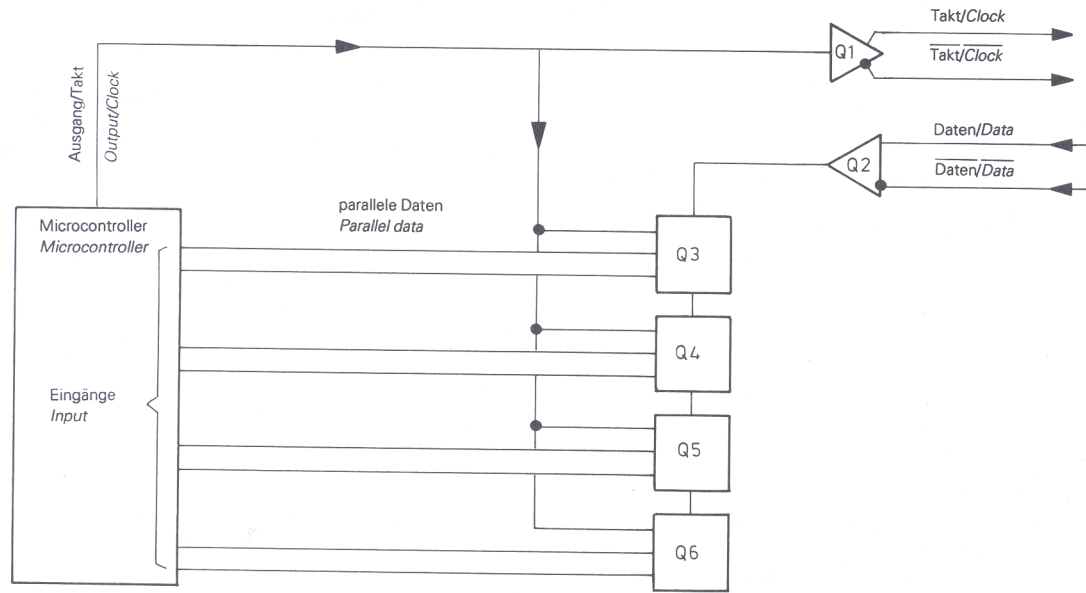 Takt/Clock
Q1
Takt/Clock
Ausgang/Takt
Output/Clock
Daten/Data
Q2
Daten/Data
parallele Daten
Parallel data
Microcontroller
Microcontroller
Q3
Q4
Eingänge
Input
Q5
Q6